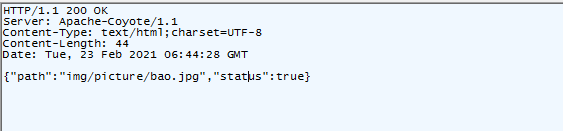 HTTP/1.1 200 OK
Server: Apache-Coyote/1.1
Content-Type: text/html;charset=UTF-8
Content-Length: 44
Date: Tue, 23 Feb 2021 06:44:28 GMT

{"path":"img/picture/bao.jpg","status":true}